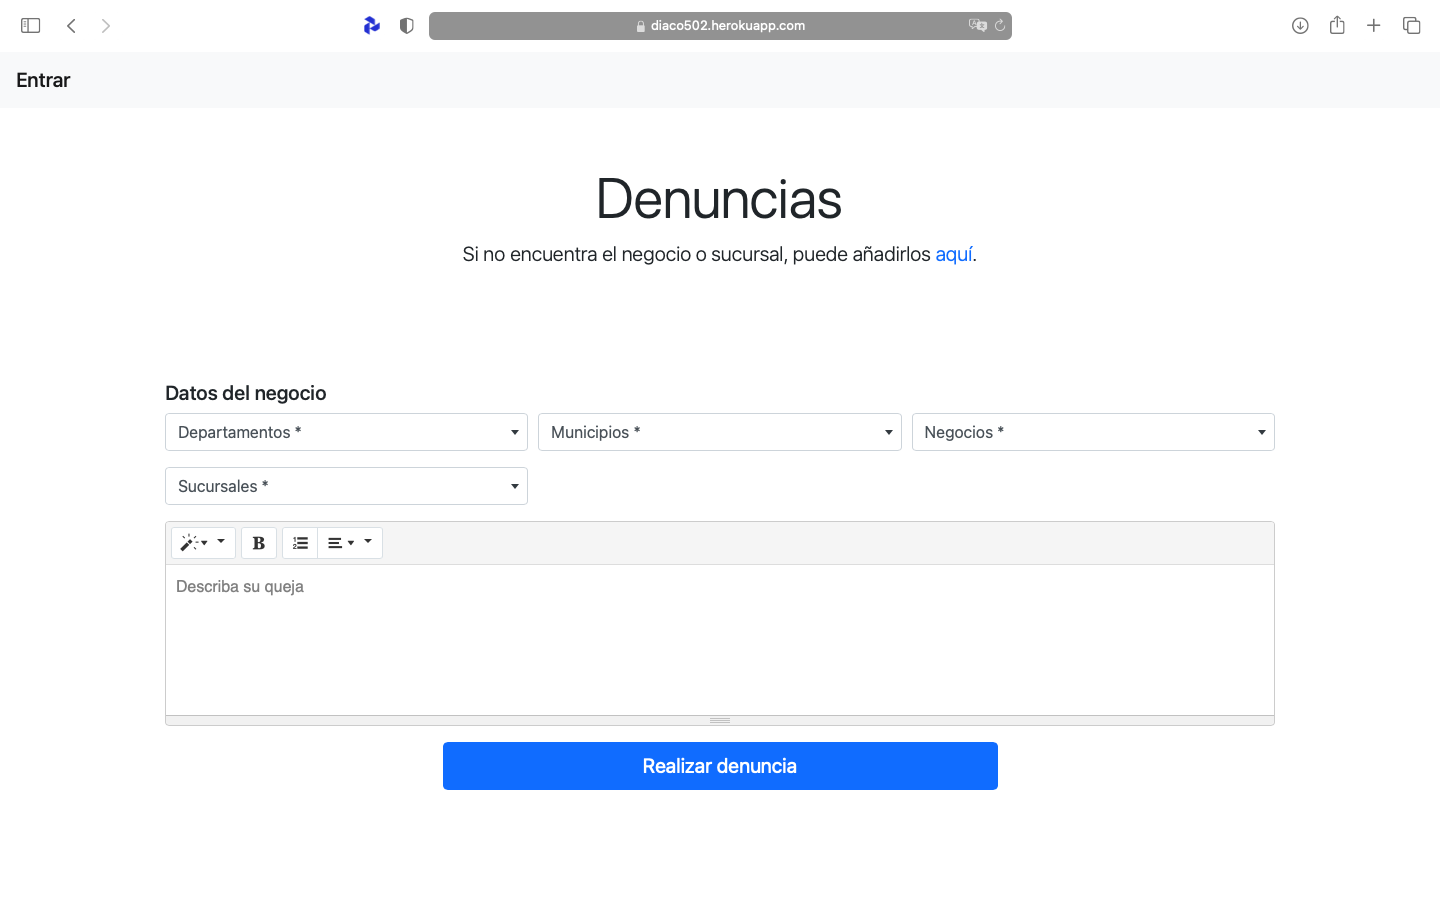 diaco502.herokuapp.com
Entrar
Denuncias
Si no encuentra el negocio o sucursal, puede añadirlos aquí.
Datos del negocio
Departamentos *
Municipios *
Negocios *
Sucursales *
B
Describa su queja
Realizar denuncia